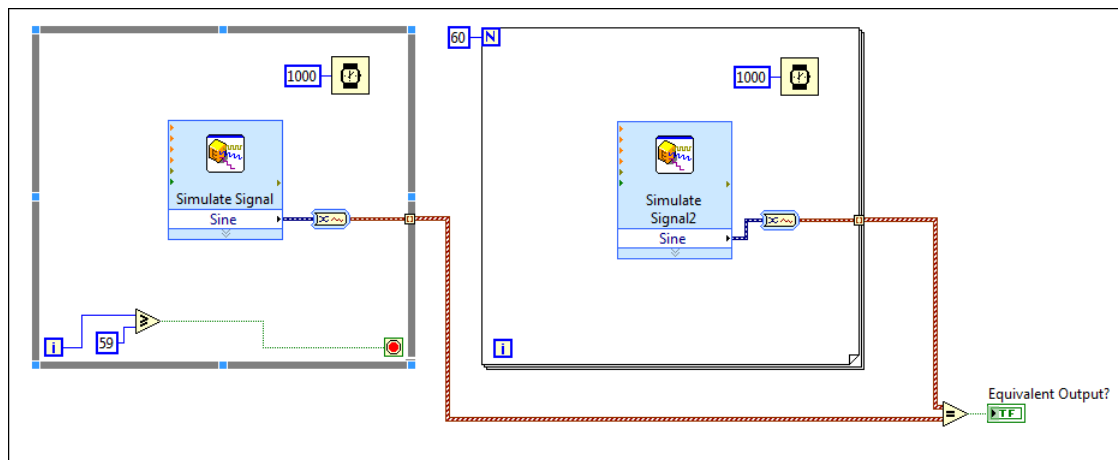 60 N
1000
1000
Simulate Signal
Sine
Simulate
Signal2
Sine
i
59
i
Equivalent Output?
TF